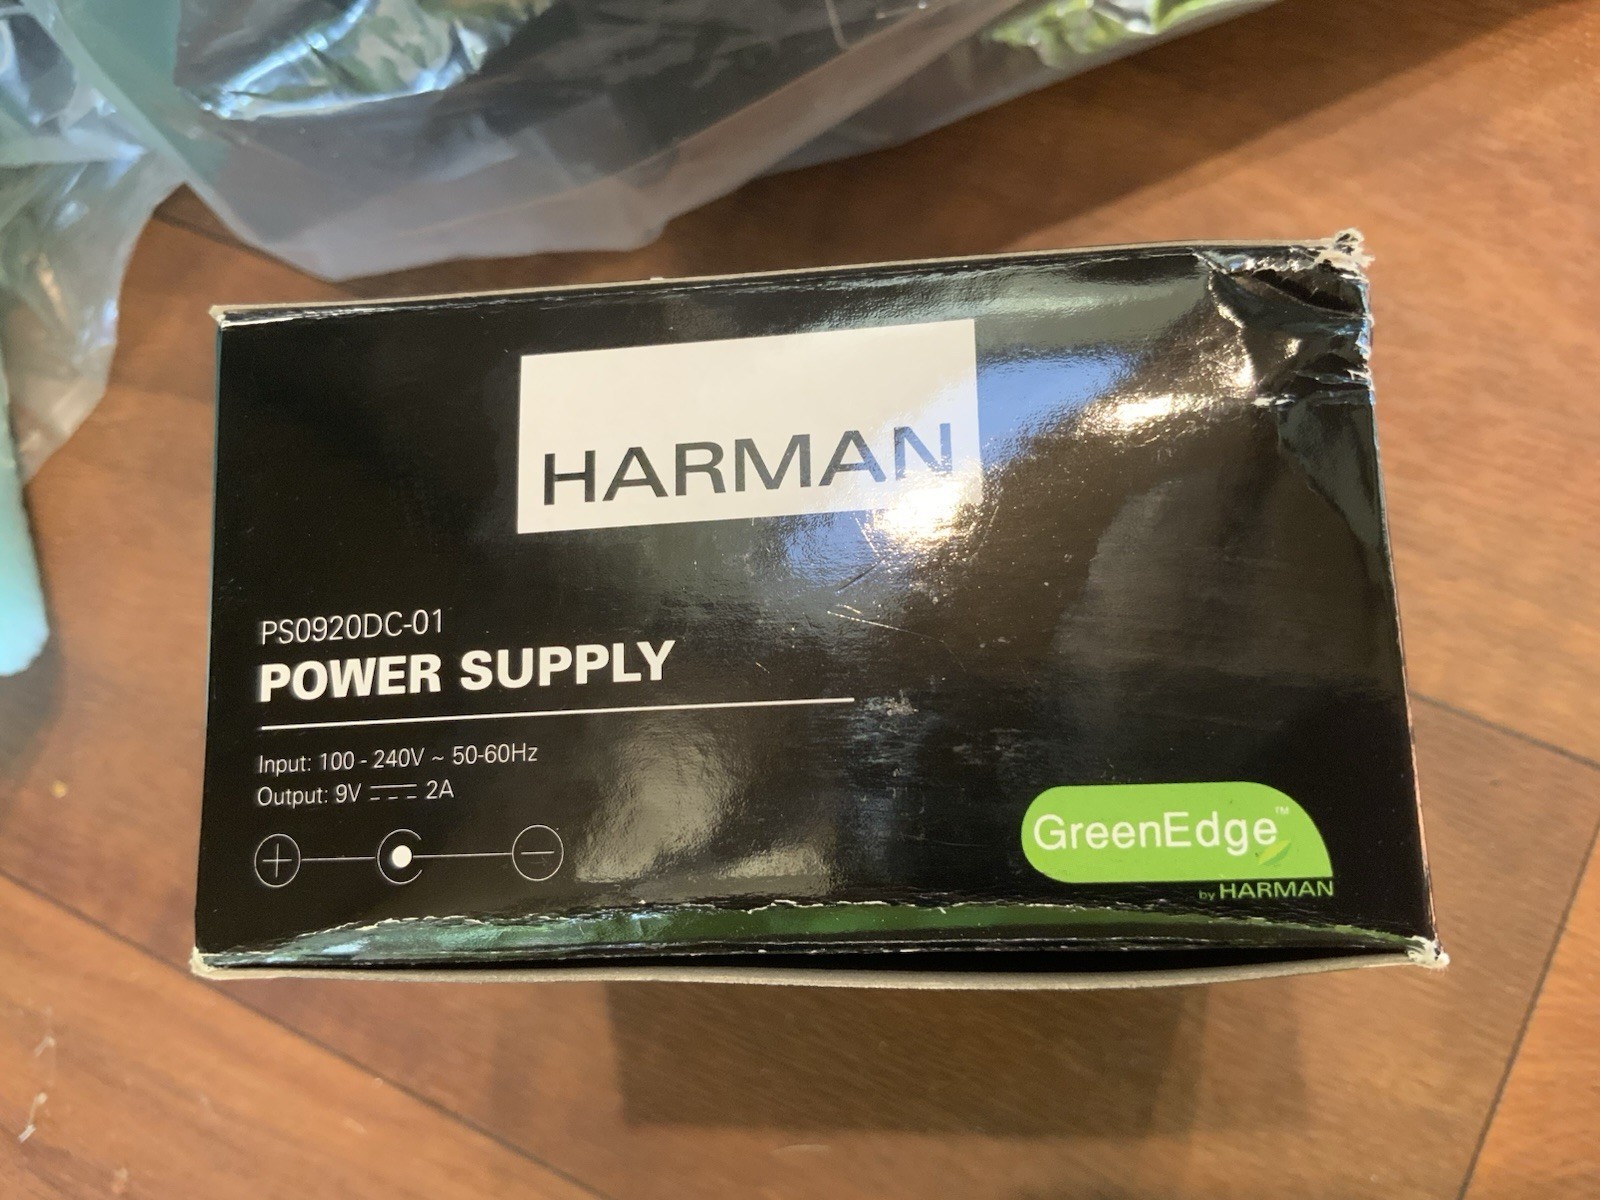 HARMAN
PS0920DC-01
POWER SUPPLY
Input: 100 - 240V ~ 50-60Hz
Output: 9V ⎓ 2A
GreenEdge™
by HARMAN